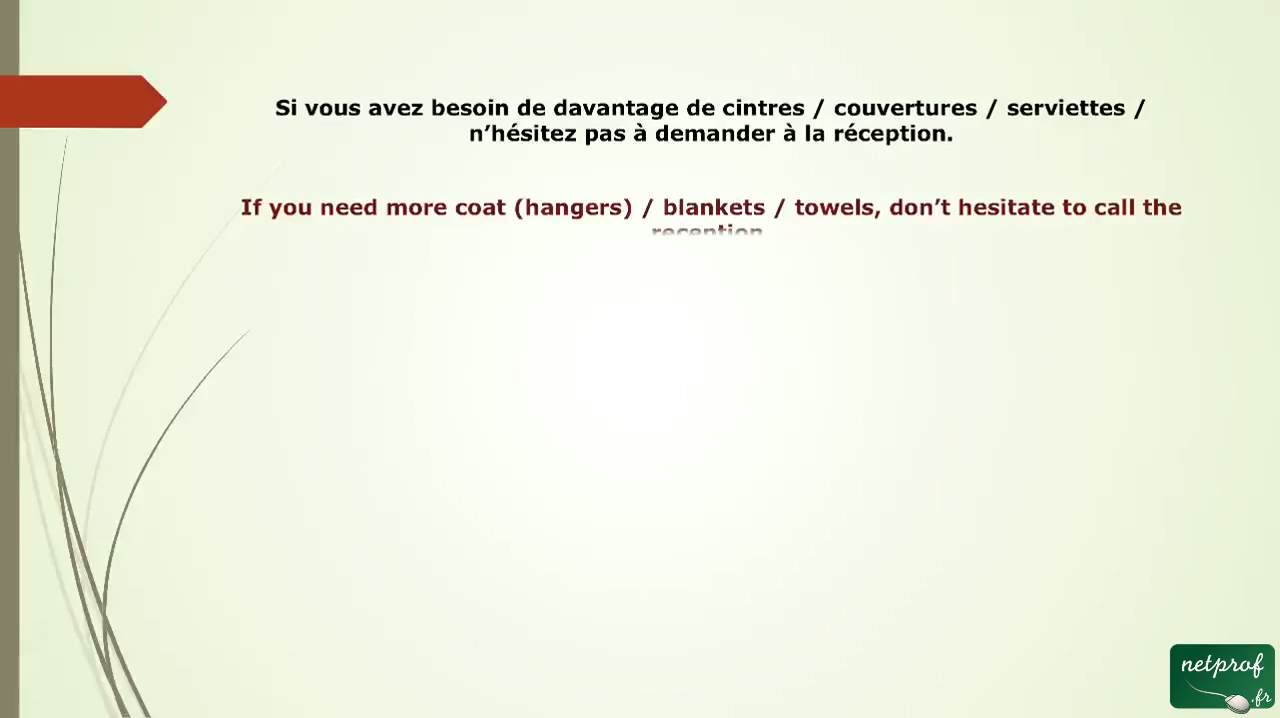 Si vous avez besoin de davantage de cintres / couvertures / serviettes /
n’hésitez pas à demander à la réception.
If you need more coat (hangers) / blankets / towels, don’t hesitate to call the
reception
netprof
.fr